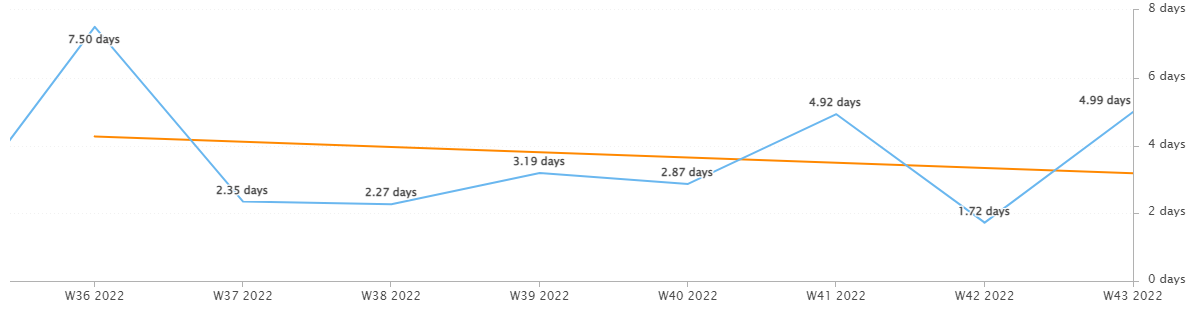 8 days
7.50 days
6 days
4.99 days
4.92 days
4 days
3.19 days
2.87 days
2.35 days
2.27 days
1.72 days
2 days
0 days
W36 2022
W37 2022
W38 2022
W39 2022
W40 2022
W41 2022
W42 2022
W43 2022